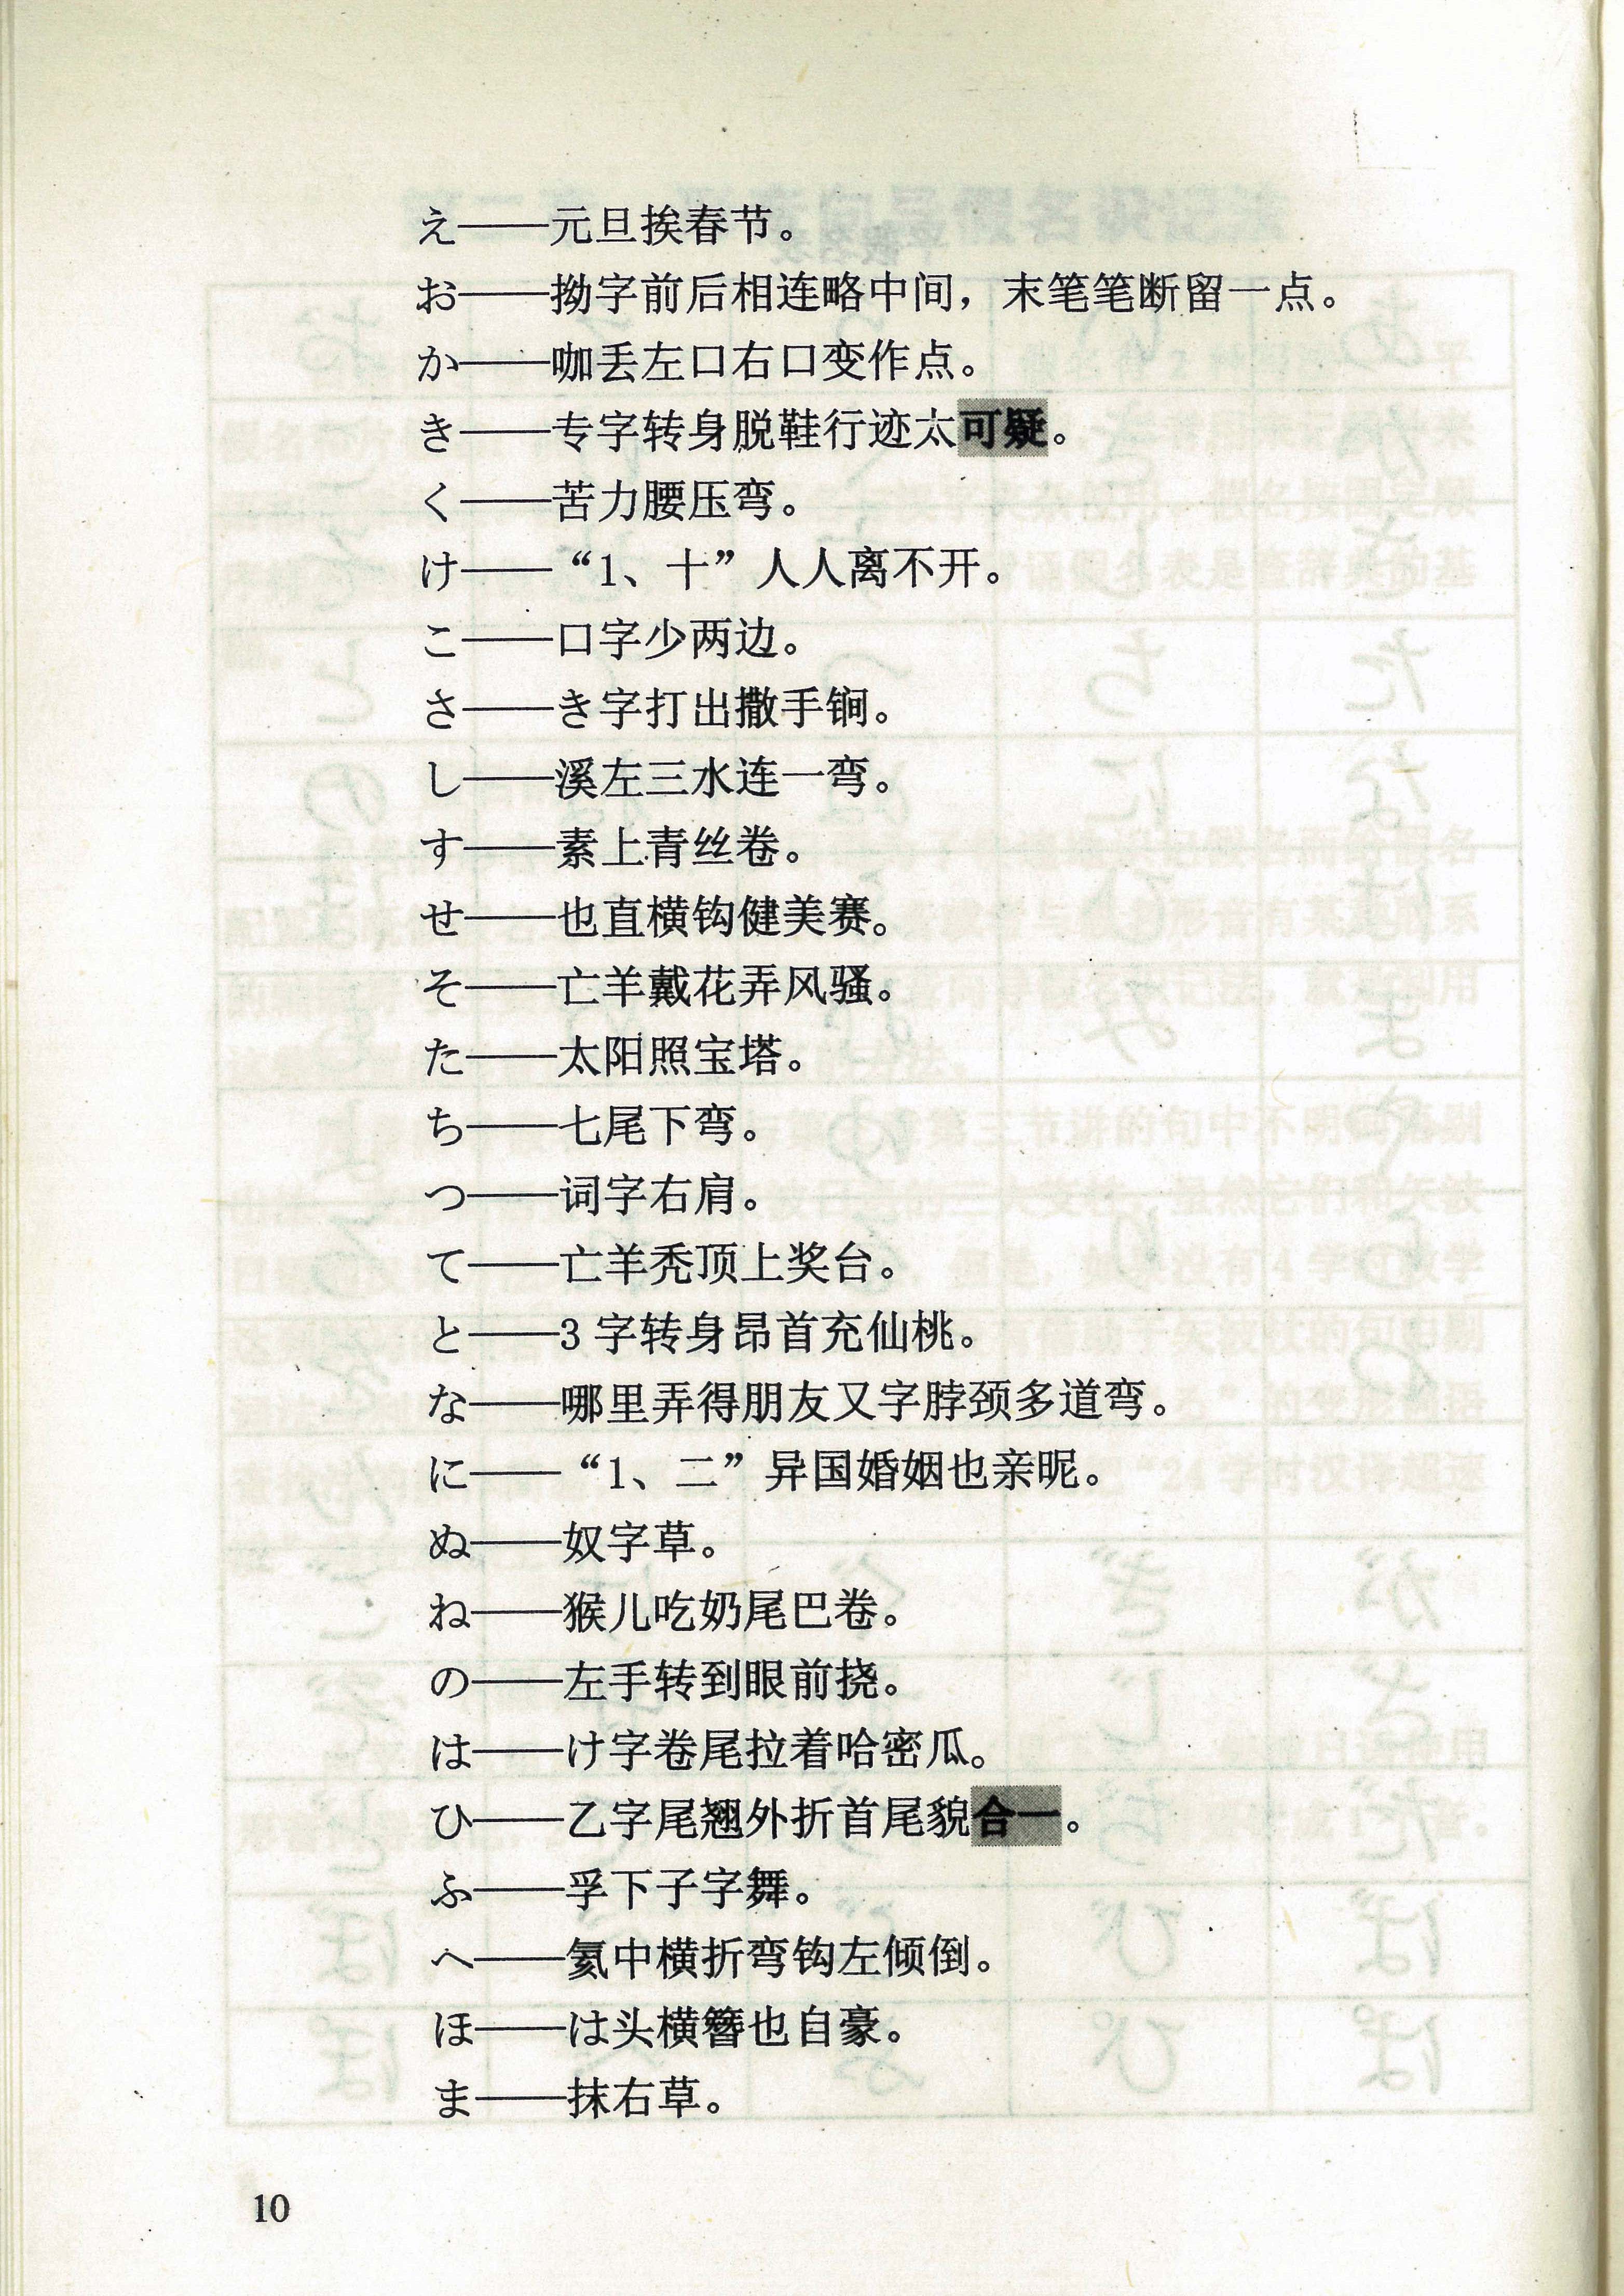 え——元旦挨春节。
お——拗字前后相连略中间，末笔笔断留一点。
か——咖丢左口右口变作点。
き——专字转身脱鞋行迹太可疑。
く——苦力腰压弯。
け——“1、十”人人离不开。
こ——口字少两边。
さ——き字打出撒手锏。
し——溪左三水连一弯。
す——素上青丝卷。
せ——也直横钩健美赛。
そ——亡羊戴花弄风骚。
た——太阳照宝塔。
ち——七尾下弯。
つ——词字右肩。
て——亡羊秃顶上奖台。
と——3字转身昂首充仙桃。
な——哪里弄得朋友又字脖颈多道弯。
に——“1、二”异国婚姻也亲昵。
ぬ——奴字草。
ね——猴儿吃奶尾巴卷。
の——左手转到眼前挠。
は——け字卷尾拉着哈密瓜。
ひ——乙字尾翘外折首尾貌合一。
ふ——孚下子字舞。
へ——氦中横折弯钩左倾倒。
ほ——は头横簪也自豪。
ま——抹右草。
10